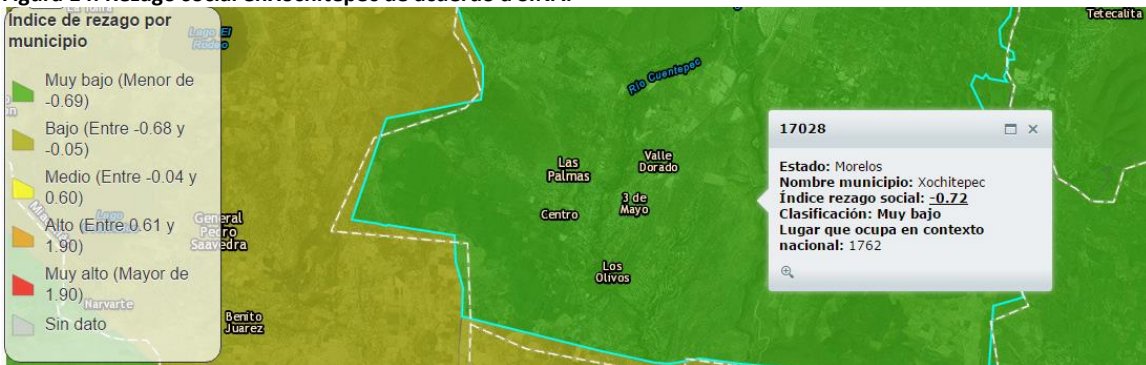 Índice de rezago por
municipio
Muy bajo (Menor de
-0.69)
Bajo (Entre -0.68 y
-0.05)
Medio (Entre -0.04 y
0.60)
Alto (Entre 0.61 y
1.90)
Muy alto (Mayor de
1.90)
Sin dato
Lago El
Rodeo
General
Pedro
Saavedra
Narvarte
Benito
Juarez
Río Cuentepec
Las
Palmas
Valle
Dorado
3 de
Mayo
Centro
Los
Olivos
Tetecalita
17028
Estado: Morelos
Nombre municipio: Xochitepec
Índice rezago social: -0.72
Clasificación: Muy bajo
Lugar que ocupa en contexto
nacional: 1762